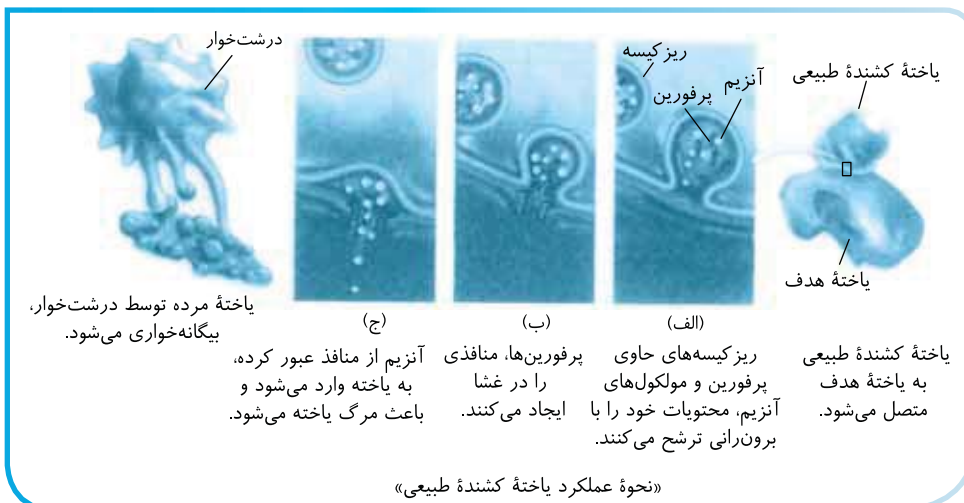 یاختهٔ کشندهٔ طبیعی
یاختهٔ هدف
یاختهٔ کشندهٔ طبیعی
به یاختهٔ هدف
متصل می‌شود.
ریزکیسه
آنزیم
پرفورین
(الف)
ریزکیسه‌های حاوی
پرفورین و مولکول‌های
آنزیم، محتویات خود را با
برون‌رانی ترشح می‌کنند.
(ب)
پرفورین‌ها، منافذی
را در غشا
ایجاد می‌کنند.
(ج)
آنزیم از منافذ عبور کرده،
به یاخته وارد می‌شود و
باعث مرگ یاخته می‌شود.
درشت‌خوار
یاختهٔ مرده توسط درشت‌خوار،
بیگانه‌خواری می‌شود.
«نحوهٔ عملکرد یاختهٔ کشندهٔ طبیعی»